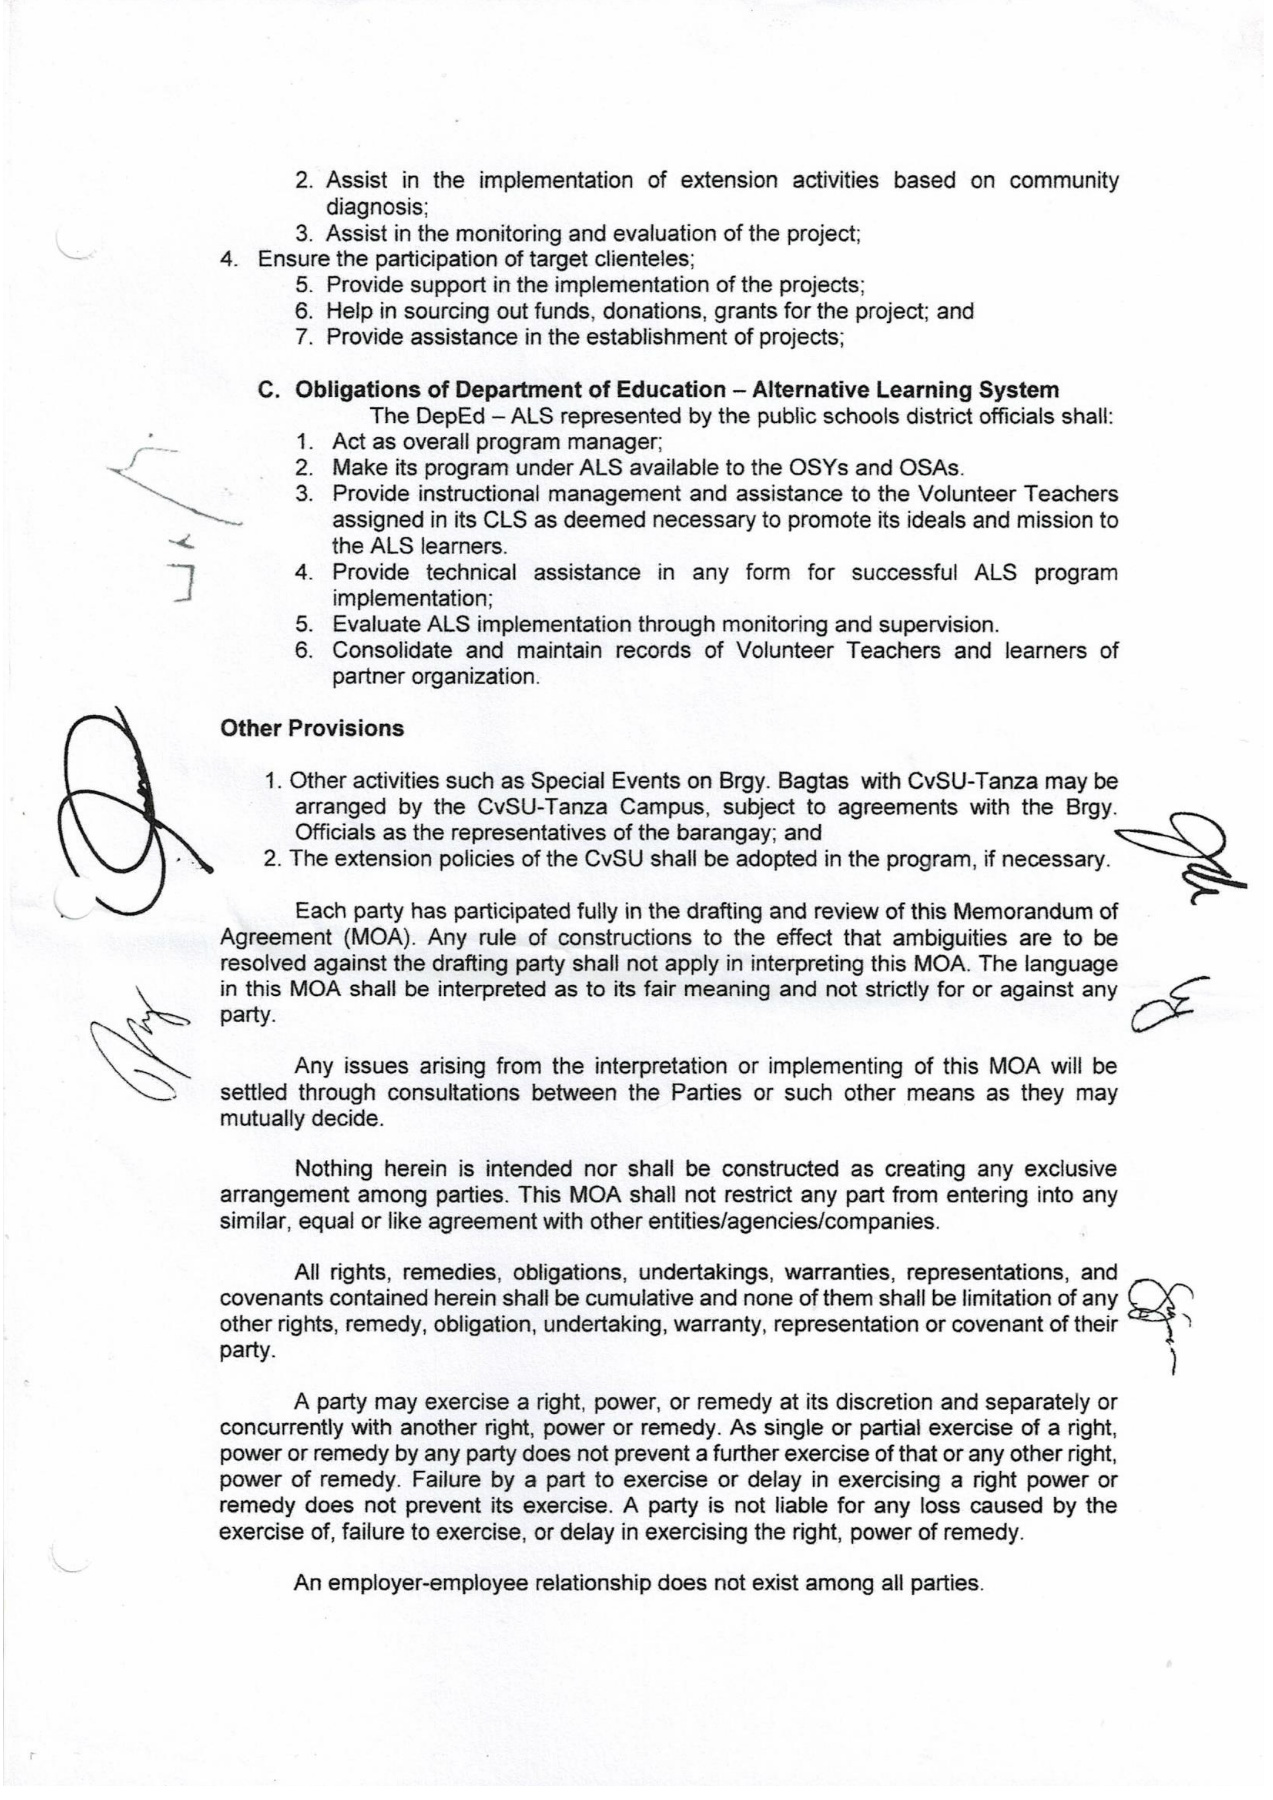 2. Assist in the implementation of extension activities based on community
diagnosis;
3. Assist in the monitoring and evaluation of the project;
4. Ensure the participation of target clienteles;
5. Provide support in the implementation of the projects;
6. Help in sourcing out funds, donations, grants for the project; and
7. Provide assistance in the establishment of projects;
C. Obligations of Department of Education – Alternative Learning System
The DepEd – ALS represented by the public schools district officials shall:
1. Act as overall program manager;
2. Make its program under ALS available to the OSYs and OSAs.
3. Provide instructional management and assistance to the Volunteer Teachers
assigned in its CLS as deemed necessary to promote its ideals and mission to
the ALS learners.
4. Provide technical assistance in any form for successful ALS program
implementation;
5. Evaluate ALS implementation through monitoring and supervision.
6. Consolidate and maintain records of Volunteer Teachers and learners of
partner organization.
Other Provisions
1. Other activities such as Special Events on Brgy. Bagtas with CvSU-Tanza may be
arranged by the CvSU-Tanza Campus, subject to agreements with the Brgy.
Officials as the representatives of the barangay; and
2. The extension policies of the CvSU shall be adopted in the program, if necessary.
Each party has participated fully in the drafting and review of this Memorandum of
Agreement (MOA). Any rule of constructions to the effect that ambiguities are to be
resolved against the drafting party shall not apply in interpreting this MOA. The language
in this MOA shall be interpreted as to its fair meaning and not strictly for or against any
party.
Any issues arising from the interpretation or implementing of this MOA will be
settled through consultations between the Parties or such other means as they may
mutually decide.
Nothing herein is intended nor shall be constructed as creating any exclusive
arrangement among parties. This MOA shall not restrict any part from entering into any
similar, equal or like agreement with other entities/agencies/companies.
All rights, remedies, obligations, undertakings, warranties, representations, and
covenants contained herein shall be cumulative and none of them shall be limitation of any
other rights, remedy, obligation, undertaking, warranty, representation or covenant of their
party.
A party may exercise a right, power, or remedy at its discretion and separately or
concurrently with another right, power or remedy. As single or partial exercise of a right,
power or remedy by any party does not prevent a further exercise of that or any other right,
power of remedy. Failure by a part to exercise or delay in exercising a right power or
remedy does not prevent its exercise. A party is not liable for any loss caused by the
exercise of, failure to exercise, or delay in exercising the right, power of remedy.
An employer-employee relationship does not exist among all parties.